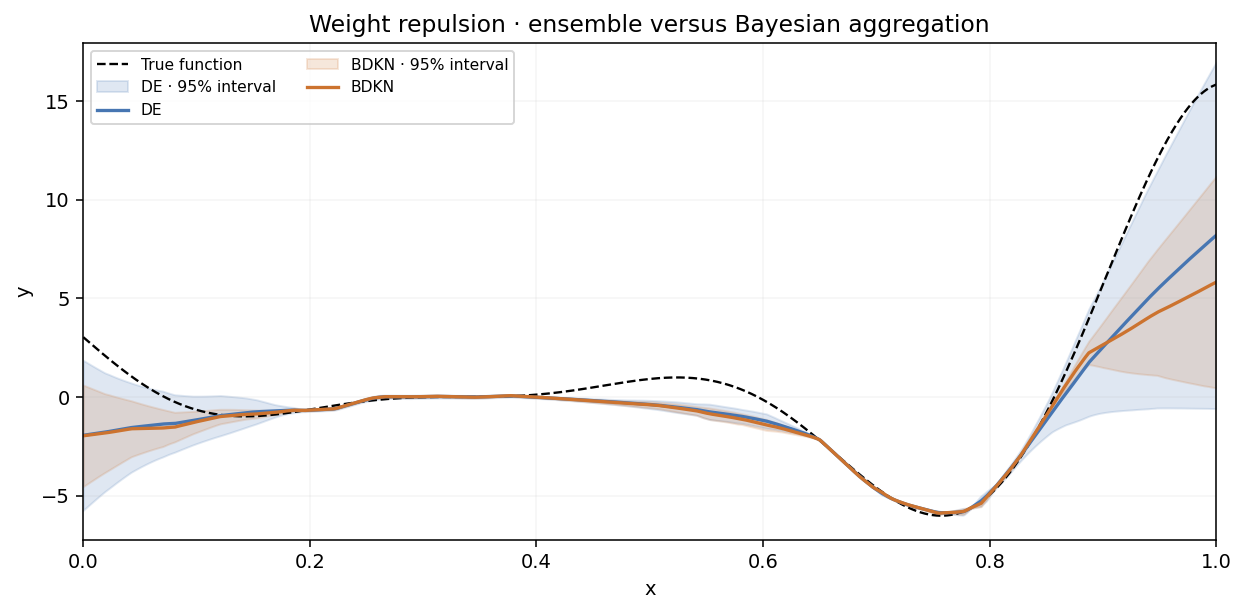 Weight repulsion · ensemble versus Bayesian aggregation
True function
DE · 95% interval
DE
BDKN · 95% interval
BDKN
y
15
10
5
0
−5
0.0
0.2
0.4
0.6
0.8
1.0
x